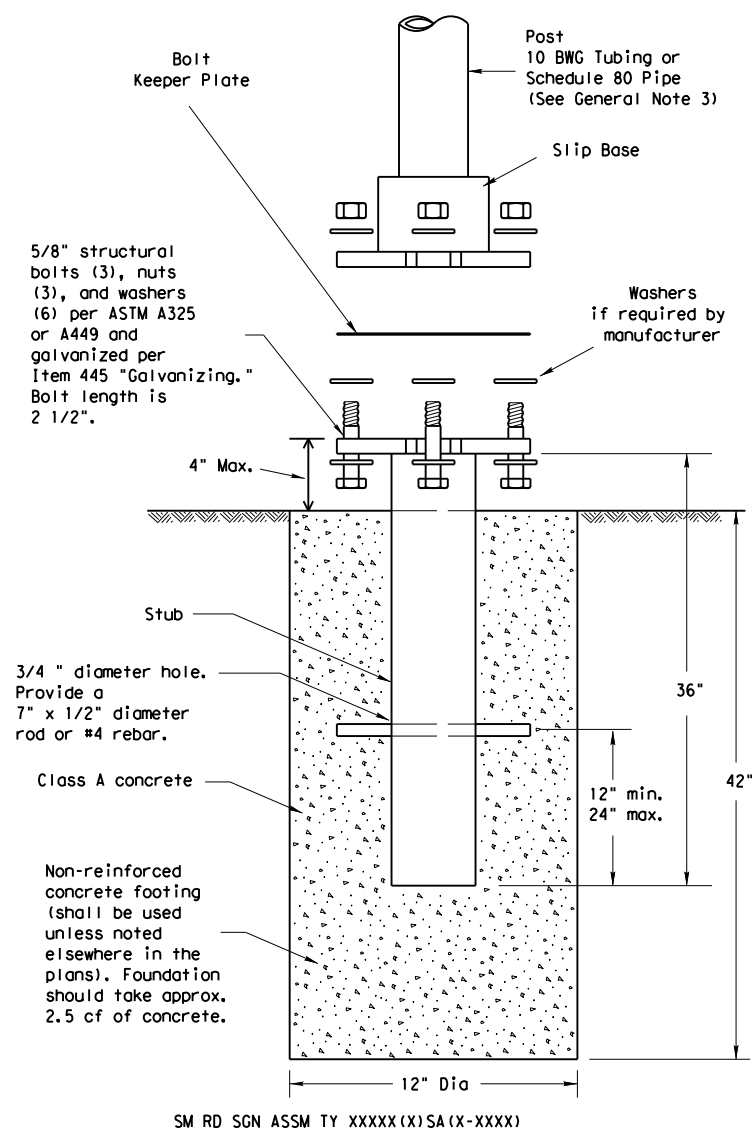 Bolt
Keeper Plate
Post
10 BWG Tubing or
Schedule 80 Pipe
(See General Note 3)
Slip Base
5/8" structural
bolts (3), nuts
(3), and washers
(6) per ASTM A325
or A449 and
galvanized per
Item 445 "Galvanizing."
Bolt length is
2 1/2".
Washers
if required by
manufacturer
4" Max.
Stub
3/4 " diameter hole.
Provide a
7" x 1/2" diameter
rod or #4 rebar.
36"
Class A concrete
12" min.
24" max.
42"
Non-reinforced
concrete footing
(shall be used
unless noted
elsewhere in the
plans). Foundation
should take approx.
2.5 cf of concrete.
12" Dia
SM RD SGN ASSM TY XXXXX(X)SA(X-XXXX)